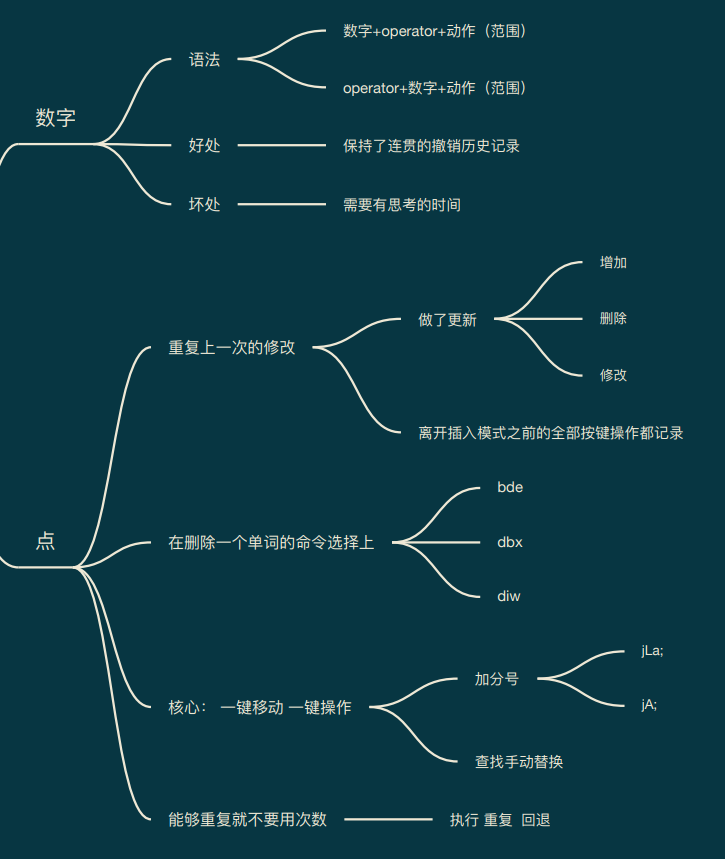 数字
语法
数字+operator+动作（范围）
operator+数字+动作（范围）
好处
保持了连贯的撤销历史记录
坏处
需要有思考的时间
点
重复上一次的修改
做了更新
增加
删除
修改
离开插入模式之前的全部按键操作都记录
在删除一个单词的命令选择上
bde
dbx
diw
核心： 一键移动 一键操作
加分号
jLa;
jA;
查找手动替换
能够重复就不要用次数
执行 重复 回退